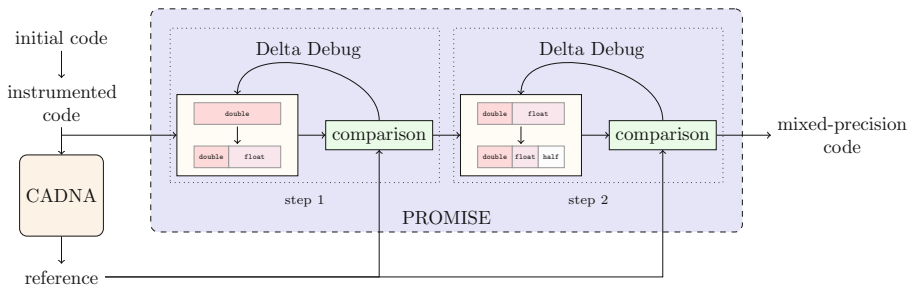 initial code
instrumented
code
CADNA
reference
Delta Debug
double
double float
comparison
step 1
Delta Debug
double float
double float half
comparison
step 2
PROMISE
mixed-precision
code